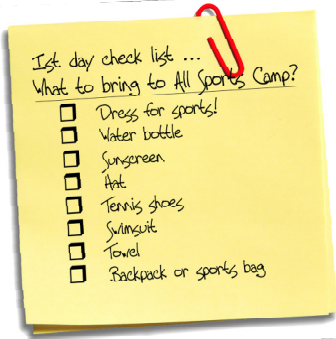 1st day check list ...
What to bring to All Sports Camp?
Dress for sports!
Water bottle
Sunscreen
Hat
Tennis shoes
Swimsuit
Towel
Backpack or sports bag